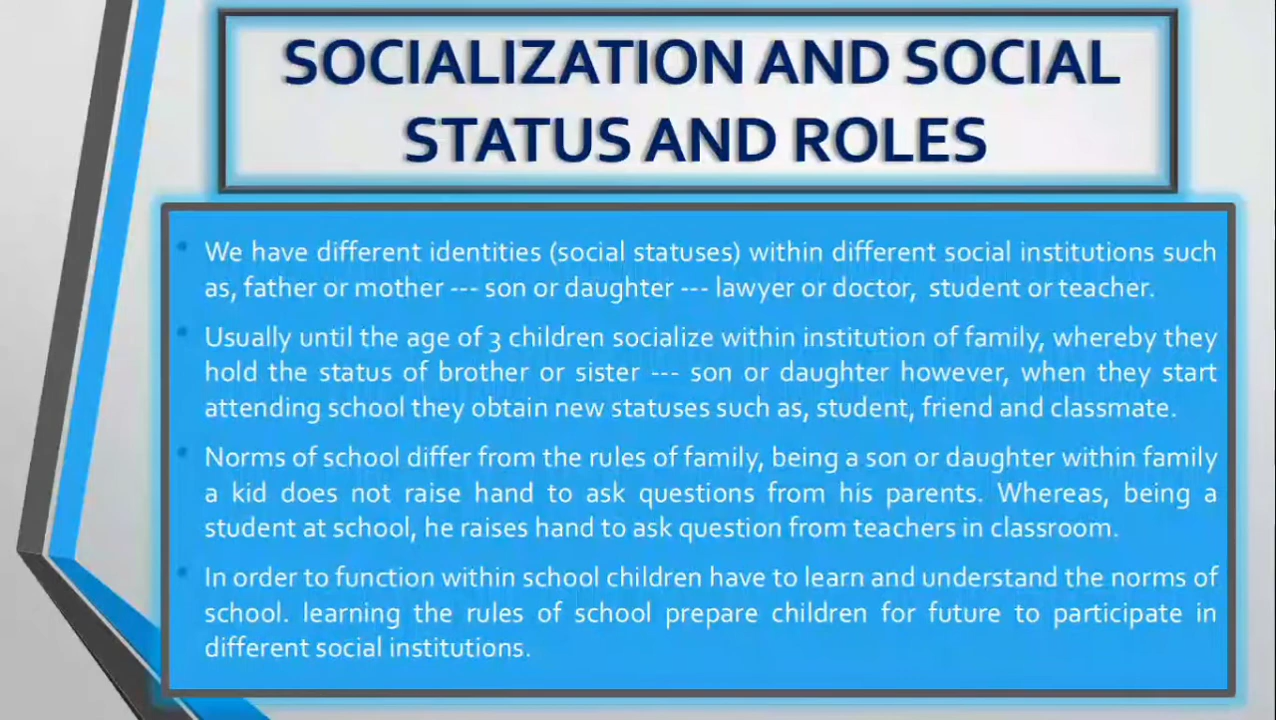 SOCIALIZATION AND SOCIAL
STATUS AND ROLES
We have different identities (social statuses) within different social institutions such
as, father or mother --- son or daughter --- lawyer or doctor, student or teacher.
Usually until the age of 3 children socialize within institution of family, whereby they
hold the status of brother or sister --- son or daughter however, when they start
attending school they obtain new statuses such as, student, friend and classmate.
Norms of school differ from the rules of family, being a son or daughter within family
a kid does not raise hand to ask questions from his parents. Whereas, being a
student at school, he raises hand to ask question from teachers in classroom.
In order to function within school children have to learn and understand the norms of
school. learning the rules of school prepare children for future to participate in
different social institutions.